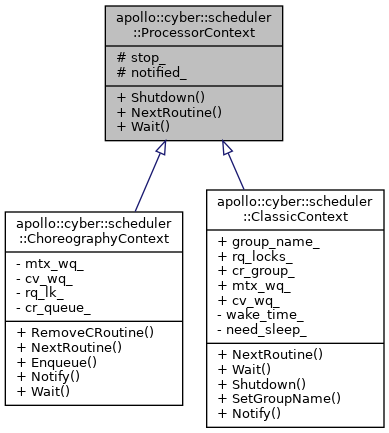 apollo::cyber::scheduler
::ProcessorContext
# stop_
# notified_
+ Shutdown()
+ NextRoutine()
+ Wait()
apollo::cyber::scheduler
::ChoreographyContext
- mtx_wq_
- cv_wq_
- rq_lk_
- cr_queue_
+ RemoveCRoutine()
+ NextRoutine()
+ Enqueue()
+ Notify()
+ Wait()
apollo::cyber::scheduler
::ClassicContext
+ group_name_
+ rq_locks_
+ cr_group_
+ mtx_wq_
+ cv_wq_
- wake_time_
- need_sleep_
+ NextRoutine()
+ Wait()
+ Shutdown()
+ SetGroupName()
+ Notify()